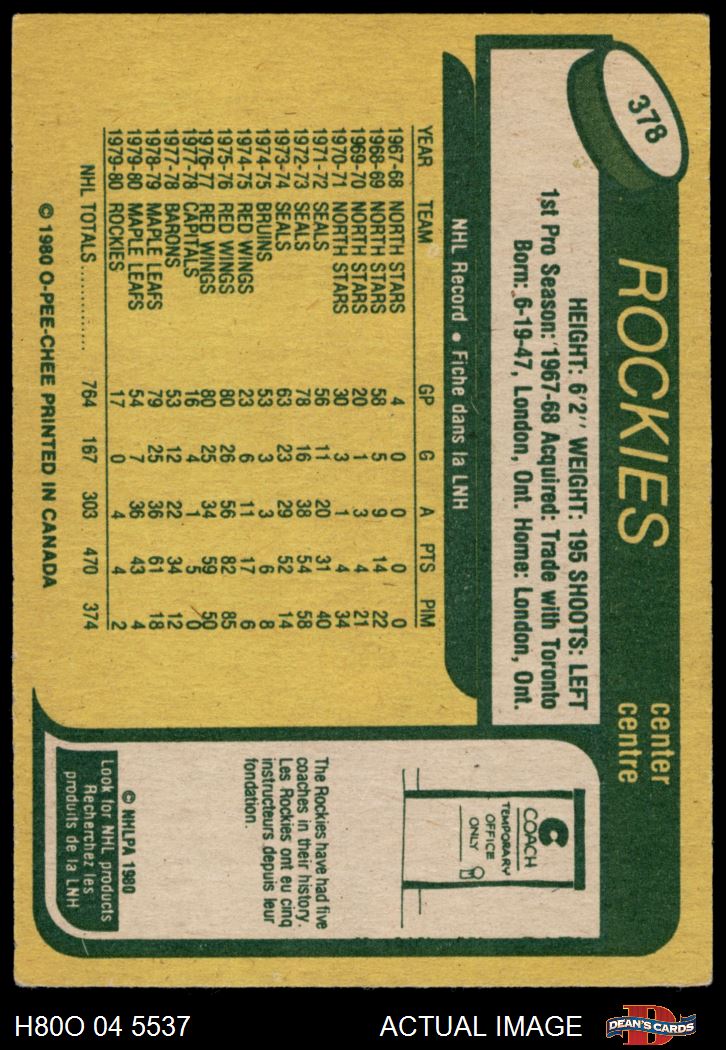 378
ROCKIES
center
centre
HEIGHT: 6'2" WEIGHT: 195 SHOOTS: LEFT
1st Pro Season: 1967-68 Acquired: Trade with Toronto
Born: 6-19-47, London, Ont. Home: London, Ont.
NHL Record • Fiche dans la LNH
YEAR TEAM GP G A PTS PIM
1967-68 NORTH STARS 4 0 0 0 0
1968-69 NORTH STARS 58 5 9 14 22
1969-70 NORTH STARS 20 1 3 4 21
1970-71 NORTH STARS 30 3 1 4 34
1971-72 SEALS 56 11 20 31 40
1972-73 SEALS 78 16 38 54 58
1973-74 SEALS 63 23 29 52 14
1974-75 BRUINS 53 3 3 6 8
1974-75 RED WINGS 23 6 11 17 6
1975-76 RED WINGS 80 26 56 82 85
1976-77 RED WINGS 80 25 34 59 50
1977-78 CAPITALS 16 4 1 5 0
1977-78 BARONS 53 12 22 34 12
1978-79 MAPLE LEAFS 79 25 36 61 18
1979-80 MAPLE LEAFS 54 7 36 43 4
1979-80 ROCKIES 17 0 4 4 2
NHL TOTALS.............. 764 167 303 470 374
© 1980 O-PEE-CHEE PRINTED IN CANADA
C
COACH
TEMPORARY
OFFICE
ONLY
The Rockies have had five
coaches in their history.
Les Rockies ont eu cinq
instructeurs depuis leur
fondation.
© NHLPA 1980
Look for NHL products
Recherchez les
produits de la LNH
H80O 04 5537
ACTUAL IMAGE
D
DEAN'S CARDS